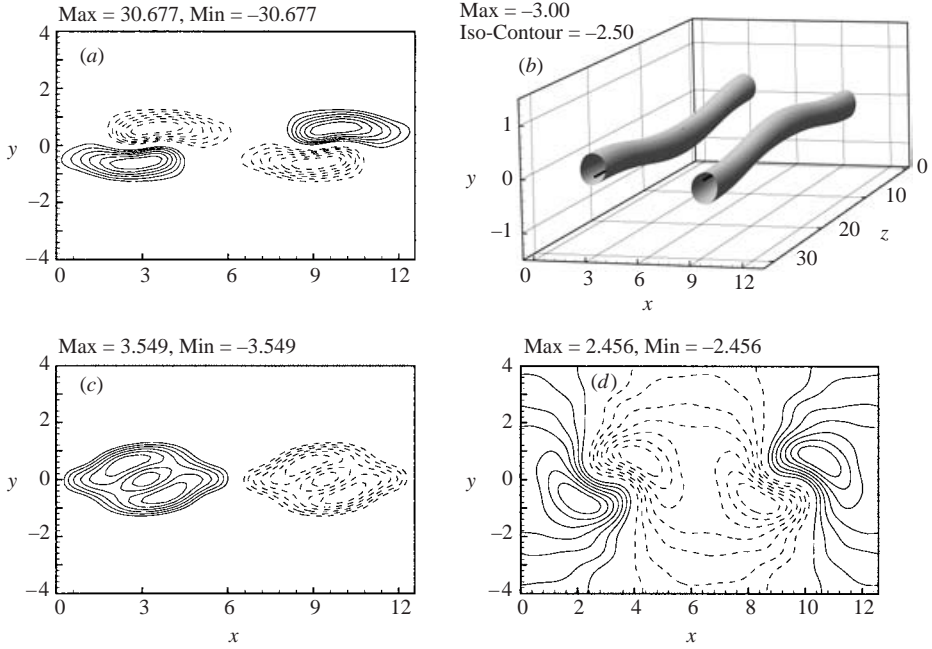 Max = 30.677, Min = –30.677
(a)
4
2
0
–2
–4
y
0
3
6
9
12
Max = –3.00
Iso-Contour = –2.50
(b)
1
0
–1
y
0
3
6
9
12
x
30
20
10
0
z
Max = 3.549, Min = –3.549
(c)
4
2
0
–2
–4
y
0
3
6
9
12
x
Max = 2.456, Min = –2.456
(d)
4
2
0
–2
–4
y
0
2
4
6
8
10
12
x